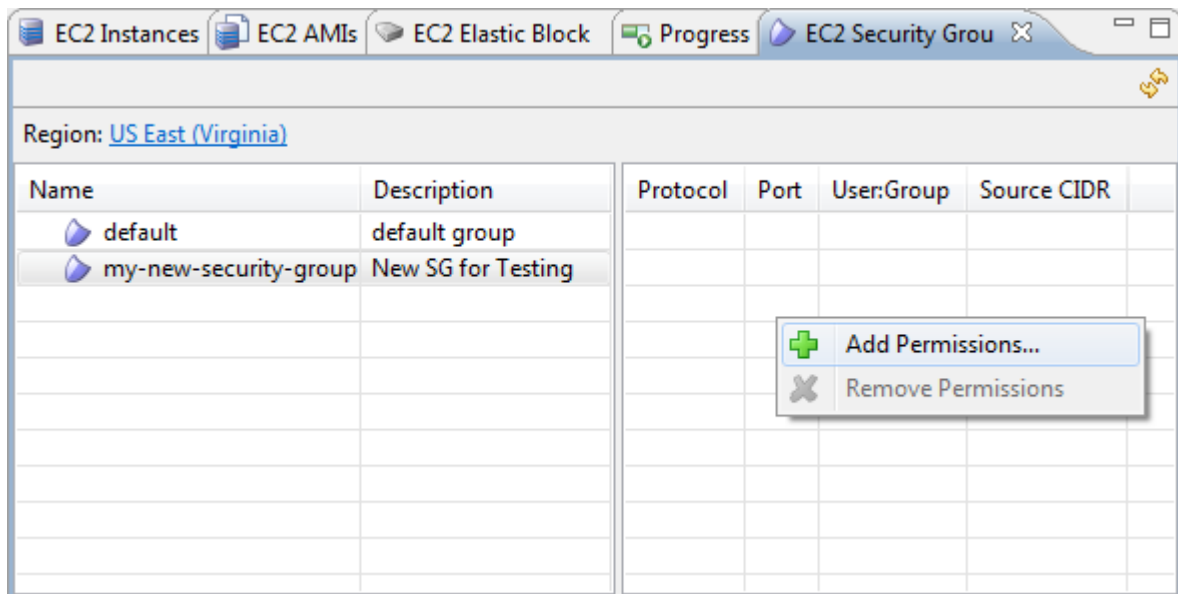 EC2 Instances EC2 AMIs EC2 Elastic Block Progress EC2 Security Grou
Region: US East (Virginia)
Name Description Protocol Port User:Group Source CIDR
default default group
my-new-security-group New SG for Testing
Add Permissions...
Remove Permissions